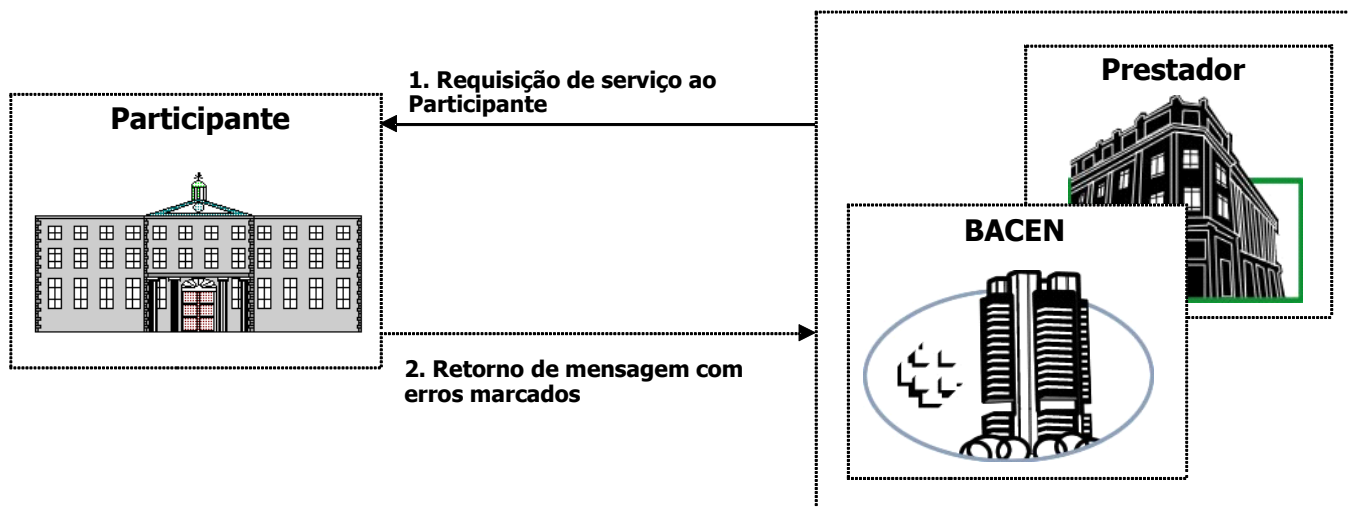 Participante
1. Requisição de serviço ao
Participante
2. Retorno de mensagem com
erros marcados
Prestador
BACEN